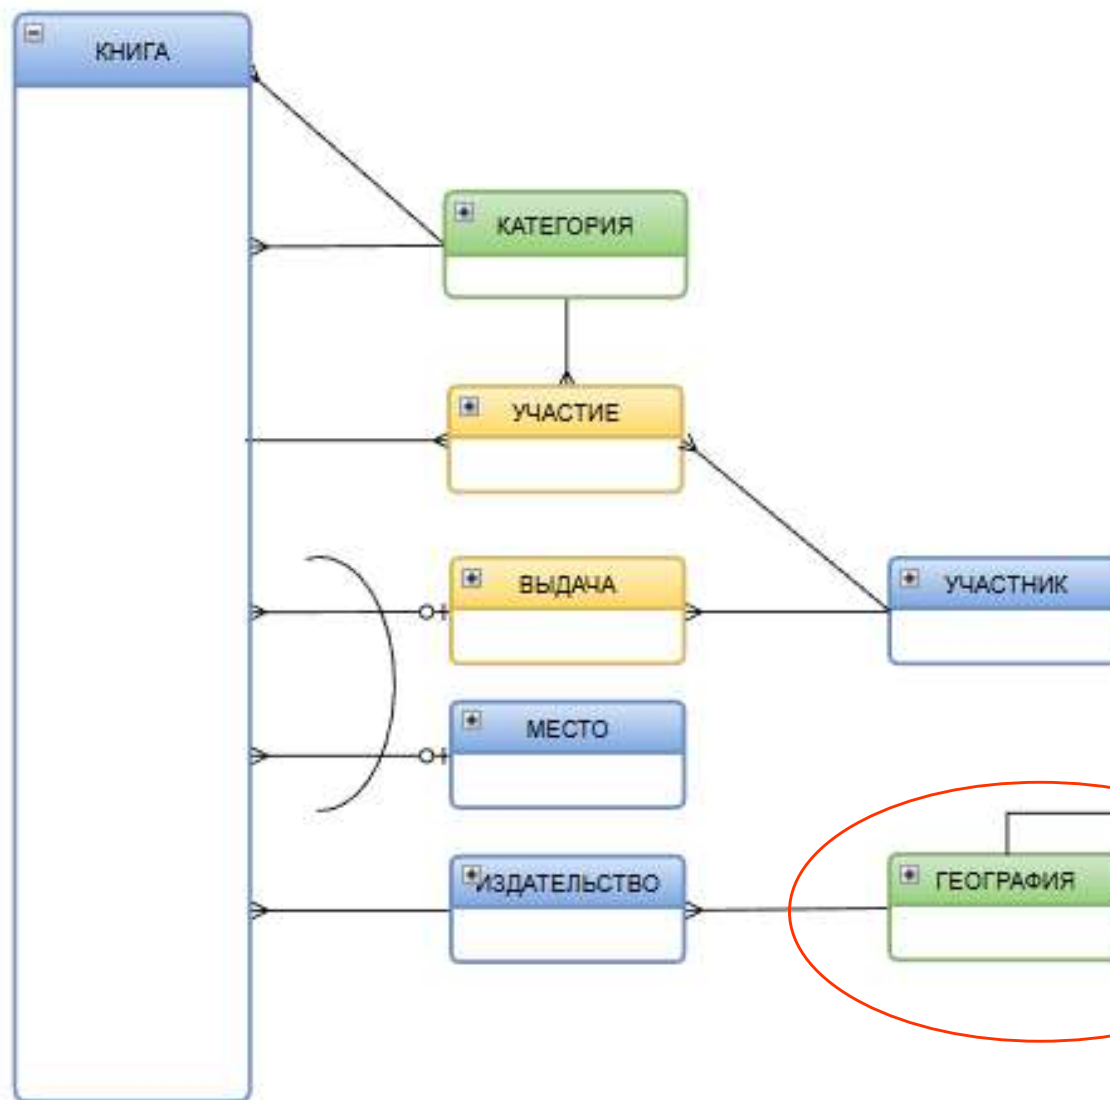 КНИГА
КАТЕГОРИЯ
УЧАСТИЕ
ВЫДАЧА
УЧАСТНИК
МЕСТО
ИЗДАТЕЛЬСТВО
ГЕОГРАФИЯ